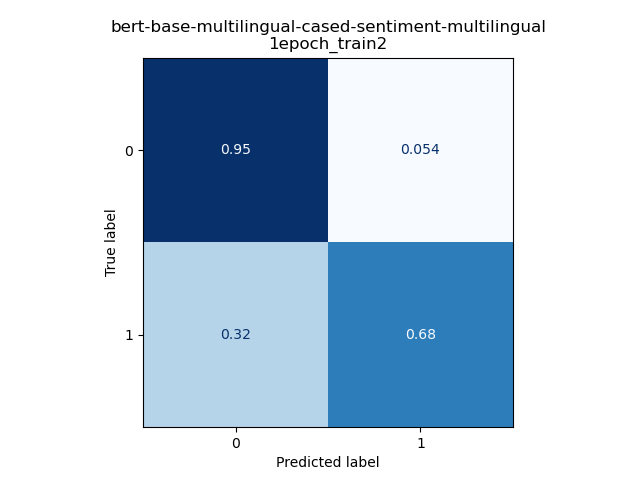 bert-base-multilingual-cased-sentiment-multilingual
1epoch_train2
0
0.95
0.054
True label
1
0.32
0.68
0
1
Predicted label